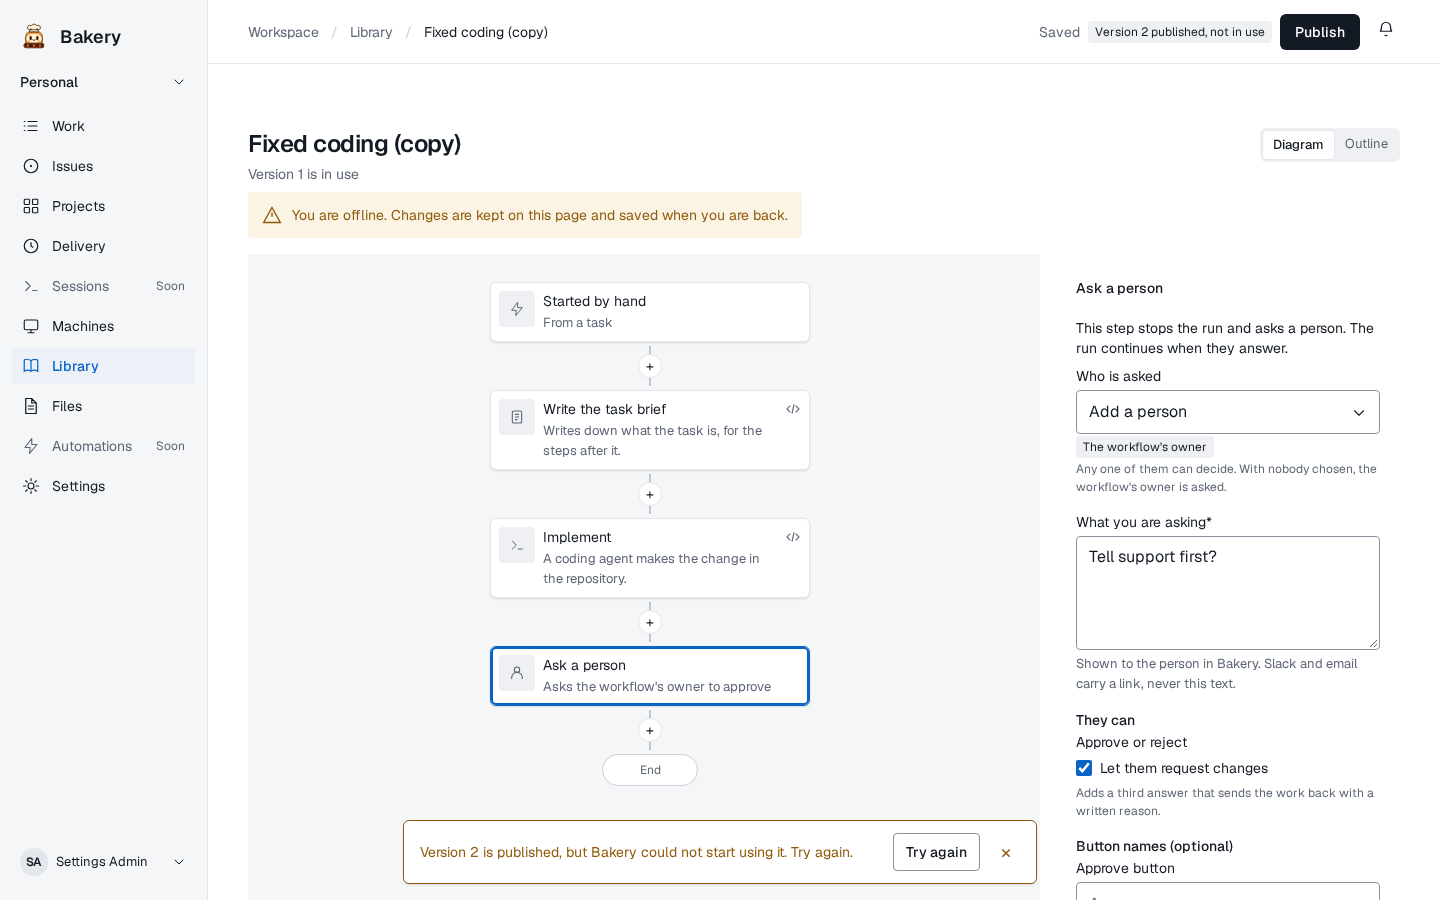 Bakery
Personal
Work
Issues
Projects
Delivery
Sessions Soon
Machines
Library
Files
Automations Soon
Settings
SA Settings Admin
Workspace / Library / Fixed coding (copy)
Saved Version 2 published, not in use Publish
Fixed coding (copy)
Diagram Outline
Version 1 is in use
You are offline. Changes are kept on this page and saved when you are back.
Started by hand
From a task
+
Write the task brief
Writes down what the task is, for the
steps after it.
+
Implement
A coding agent makes the change in
the repository.
+
Ask a person
Asks the workflow's owner to approve
+
End
Version 2 is published, but Bakery could not start using it. Try again.
Try again
Ask a person
This step stops the run and asks a person. The
run continues when they answer.
Who is asked
Add a person
The workflow's owner
Any one of them can decide. With nobody chosen, the
workflow's owner is asked.
What you are asking*
Tell support first?
Shown to the person in Bakery. Slack and email
carry a link, never this text.
They can
Approve or reject
Let them request changes
Adds a third answer that sends the work back with a
written reason.
Button names (optional)
Approve button